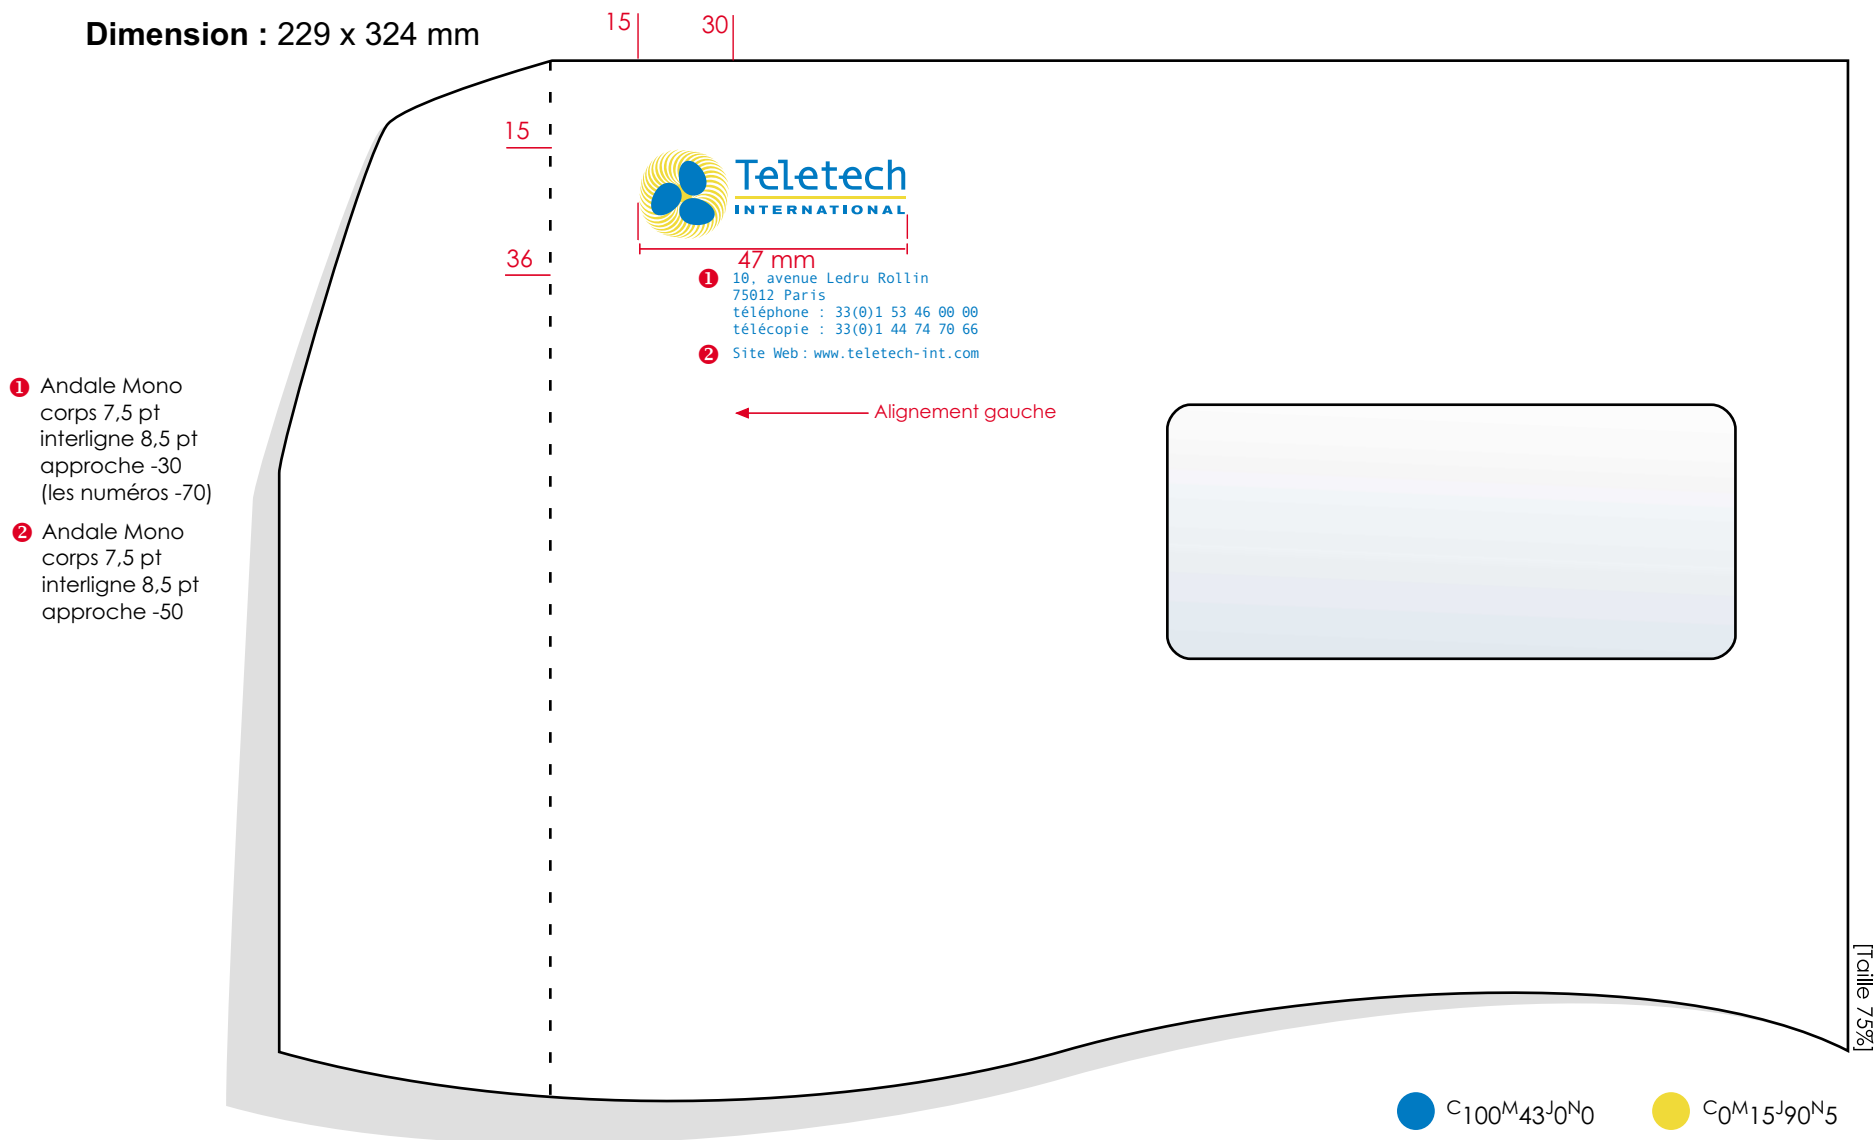 Dimension : 229 x 324 mm
15
30
15
Teletech
INTERNATIONAL
36
47 mm
1 10, avenue Ledru Rollin
75012 Paris
téléphone : 33(0)1 53 46 00 00
télécopie : 33(0)1 44 74 70 66
2 Site Web : www.teletech-int.com
Alignement gauche
1 Andale Mono
corps 7,5 pt
interligne 8,5 pt
approche -30
(les numéros -70)
2 Andale Mono
corps 7,5 pt
interligne 8,5 pt
approche -50
[Taille 75%]
C100M43J0N0
C0M15J90N5